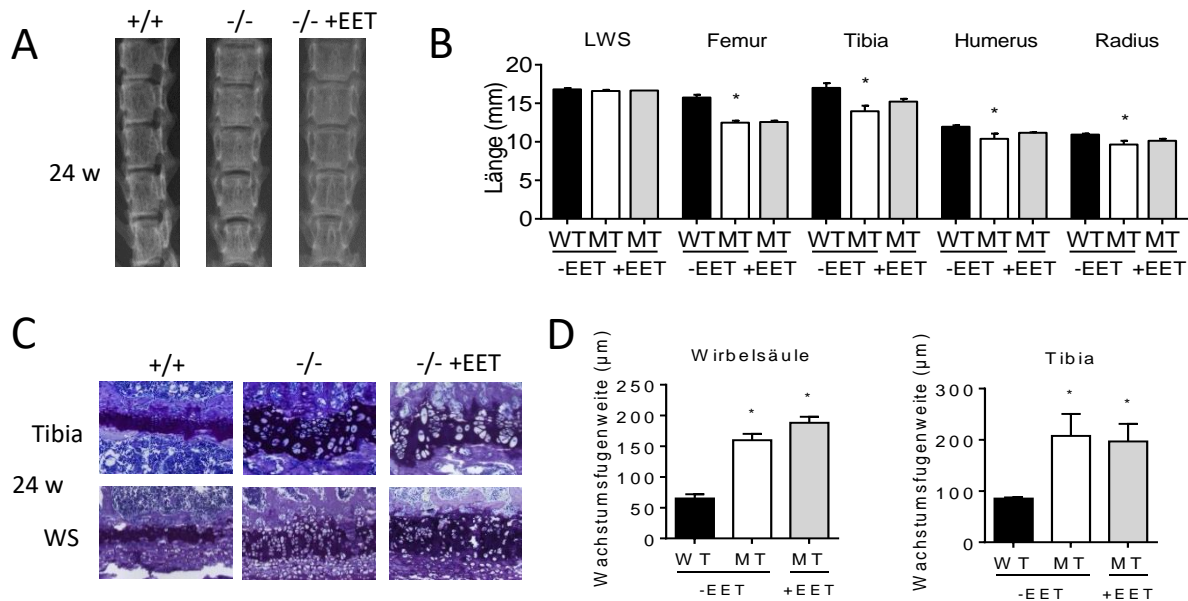 A
+/+ -/- -/- +EET
24 w
B
LWS Femur Tibia Humerus Radius
Länge (mm)
20
15
10
5
0
* * * *
WT MT MT WT MT MT WT MT MT WT MT MT WT MT MT
-EET +EET -EET +EET -EET +EET -EET +EET -EET +EET
C
+/+ -/- -/- +EET
Tibia
24 w
WS
D
Wirbelsäule
Wachstumsfugenweite (µm)
250
200
150
100
50
0
* *
WT MT MT
-EET +EET
Tibia
Wachstumsfugenweite (µm)
300
200
100
0
* *
WT MT MT
-EET +EET